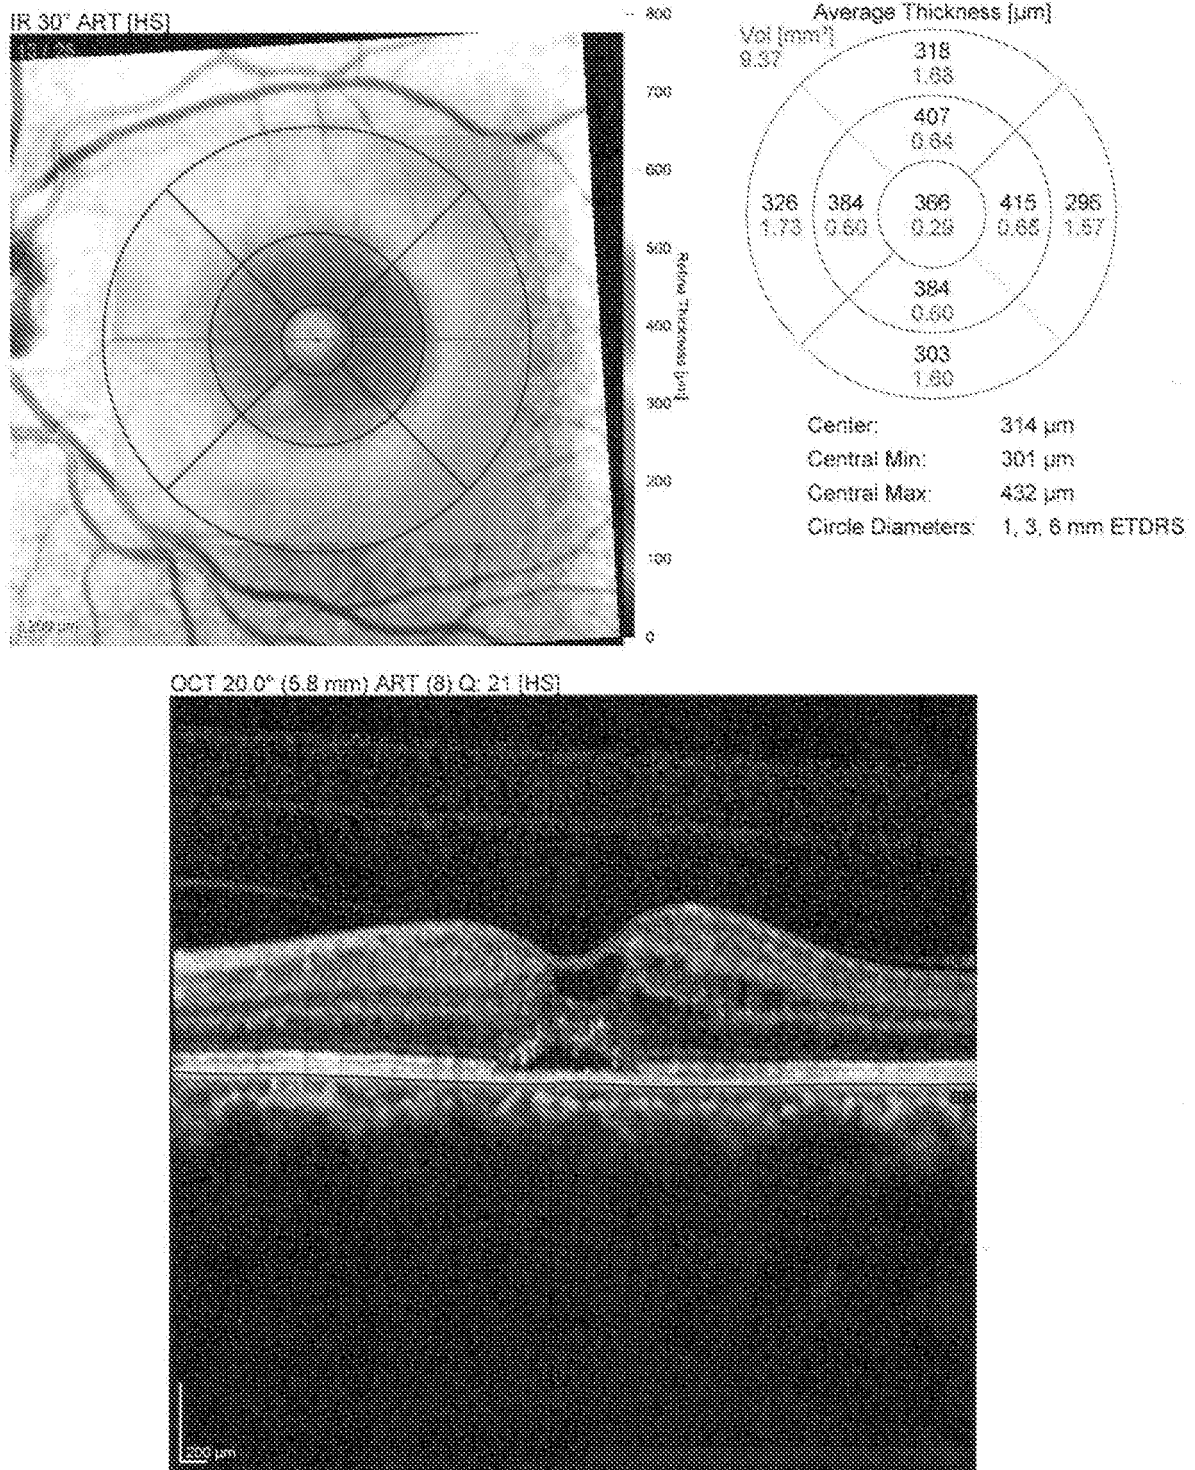 IR 30° ART [HS]
800
700
600
500
400
300
200
100
0
Retina Thickness [µm]
200 µm
Average Thickness [µm]
Vol [mm³]
9.37
318
1.68
407
0.64
326 384 366 415 296
1.73 0.60 0.29 0.65 1.57
384
0.60
303
1.60
Center: 314 µm
Central Min: 301 µm
Central Max: 432 µm
Circle Diameters: 1, 3, 6 mm ETDRS
OCT 20.0° (5.8 mm) ART (8) Q: 21 [HS]
200 µm